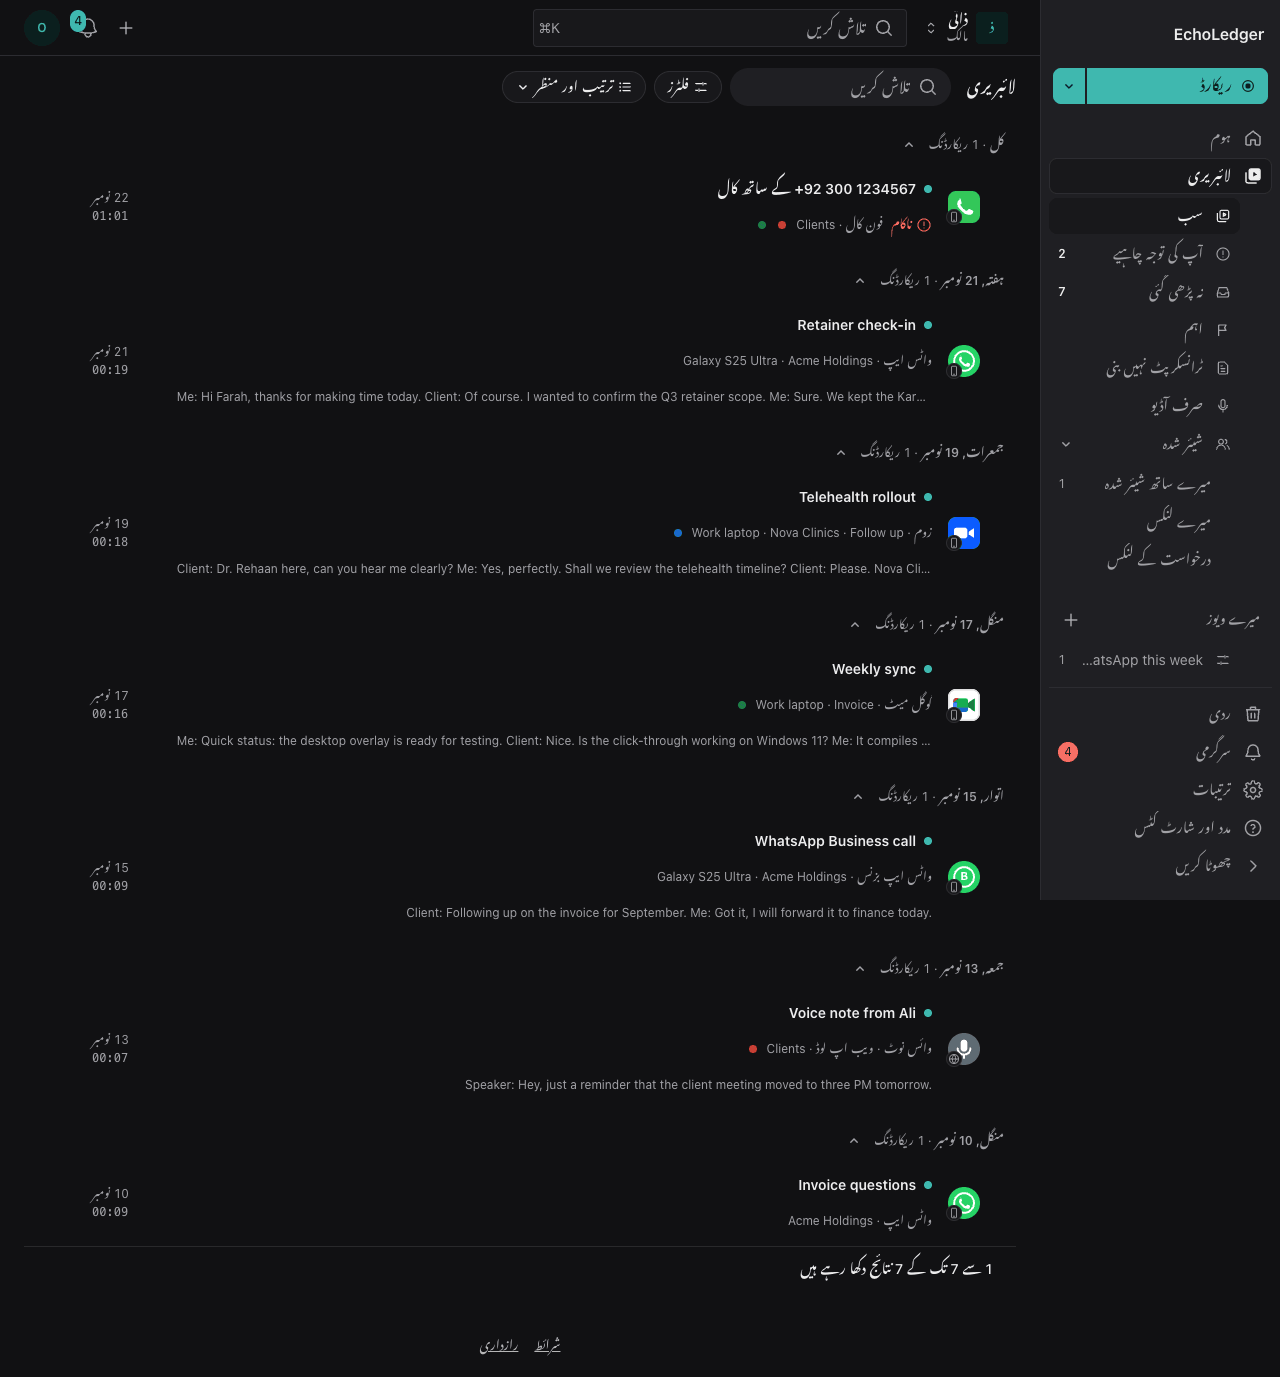 EchoLedger
ریکارڈ
ہوم
لائبریری
سب
آپ کی توجہ چاہیے 2
نہ پڑھی گئی 7
اہم
ٹرانسکرپٹ نہیں بنی
صرف آڈیو
شیئر شدہ
میرے ساتھ شیئر شدہ 1
میرے لنکس
درخواست کے لنکس
میرے ویوز
...atsApp this week 1
ردی
سرگرمی 4
ترتیبات
مدد اور شارٹ کٹس
چھوٹا کریں
ذ
ذاتی
مالک
تلاش کریں ⌘K
4
O
لائبریری
تلاش کریں
فلٹرز
ترتیب اور منظر
کل · 1 ریکارڈنگ
+92 300 1234567 کے ساتھ کال
ناکام فون کال · Clients
22 نومبر
01:01
ہفتہ, 21 نومبر · 1 ریکارڈنگ
Retainer check-in
واٹس ایپ · Galaxy S25 Ultra · Acme Holdings
Me: Hi Farah, thanks for making time today. Client: Of course. I wanted to confirm the Q3 retainer scope. Me: Sure. We kept the Kar...
21 نومبر
00:19
جمعرات, 19 نومبر · 1 ریکارڈنگ
Telehealth rollout
زوم · Work laptop · Nova Clinics · Follow up
Client: Dr. Rehaan here, can you hear me clearly? Me: Yes, perfectly. Shall we review the telehealth timeline? Client: Please. Nova Cli...
19 نومبر
00:18
منگل, 17 نومبر · 1 ریکارڈنگ
Weekly sync
گوگل میٹ · Work laptop · Invoice
Me: Quick status: the desktop overlay is ready for testing. Client: Nice. Is the click-through working on Windows 11? Me: It compiles ...
17 نومبر
00:16
اتوار, 15 نومبر · 1 ریکارڈنگ
WhatsApp Business call
واٹس ایپ بزنس · Galaxy S25 Ultra · Acme Holdings
Client: Following up on the invoice for September. Me: Got it, I will forward it to finance today.
15 نومبر
00:09
جمعہ, 13 نومبر · 1 ریکارڈنگ
Voice note from Ali
وائس نوٹ · ویب اپ لوڈ · Clients
Speaker: Hey, just a reminder that the client meeting moved to three PM tomorrow.
13 نومبر
00:07
منگل, 10 نومبر · 1 ریکارڈنگ
Invoice questions
واٹس ایپ · Acme Holdings
10 نومبر
00:09
1 سے 7 تک کے 7 نتائج دکھا رہے ہیں
شرائط رازداری